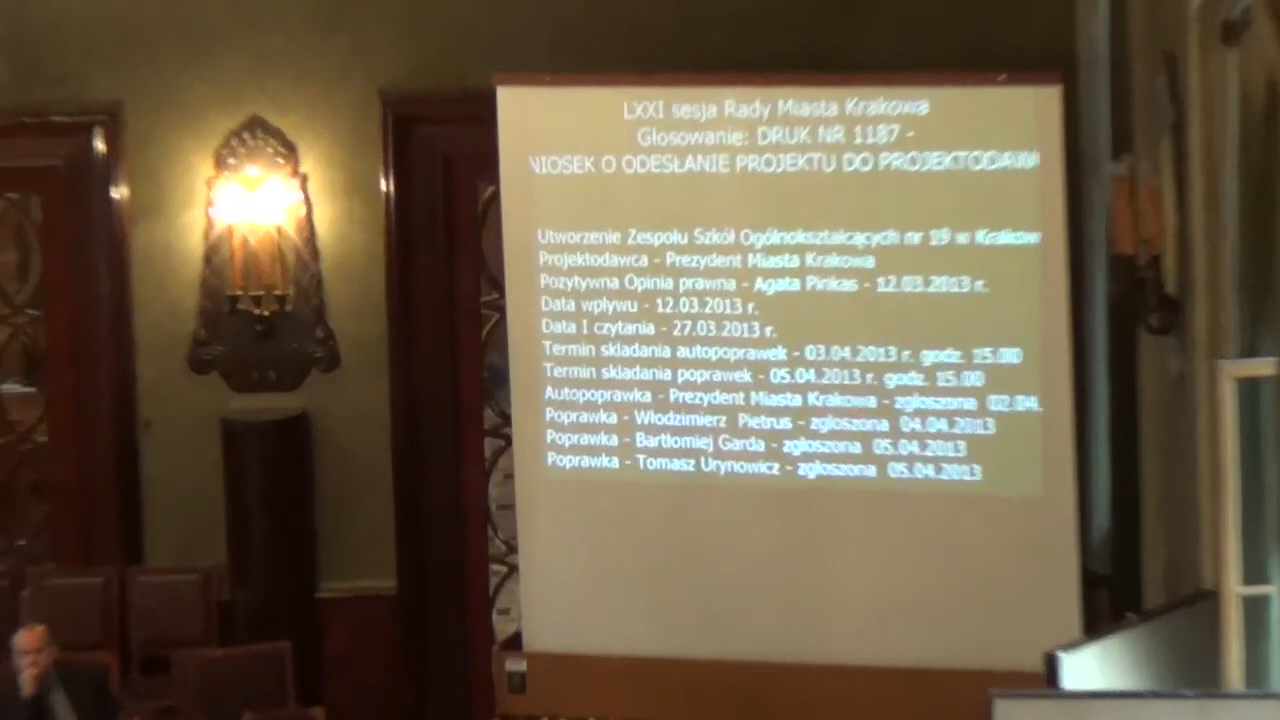 LXXI sesja Rady Miasta Krakowa
Głosowanie: DRUK NR 1187 -
NIOSEK O ODESŁANIE PROJEKTU DO PROJEKTODAW
Utworzenie Zespołu Szkół Ogólnokształcących nr 19 w Krakow
Projektodawca - Prezydent Miasta Krakowa
Pozytywna Opinia prawna - Agata - 12.03.2013 r.
Data wpływu - 12.03.2013 r.
Data I czytania - 27.03.2013 r.
Termin składania autopoprawek - 03.04.2013 r. godz. 15.00
Termin składania poprawek - 05.04.2013 r. godz. 15.00
Autopoprawka - Prezydent Miasta Krakowa - zgłoszona 02.04.
Poprawka - Włodzimierz Pietrus - zgłoszona 04.04.2013
Poprawka - Bartłomiej Garda - zgłoszona 05.04.2013
Poprawka - Tomasz Urynowicz - zgłoszona 05.04.2013